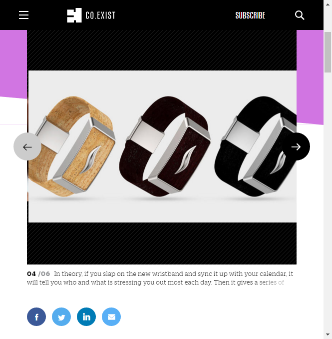 CO.EXIST
SUBSCRIBE
04 /06 In theory, if you slap on the new wristband and sync it up with your calendar, it
will tell you who and what is stressing you out most each day. Then it gives a series of